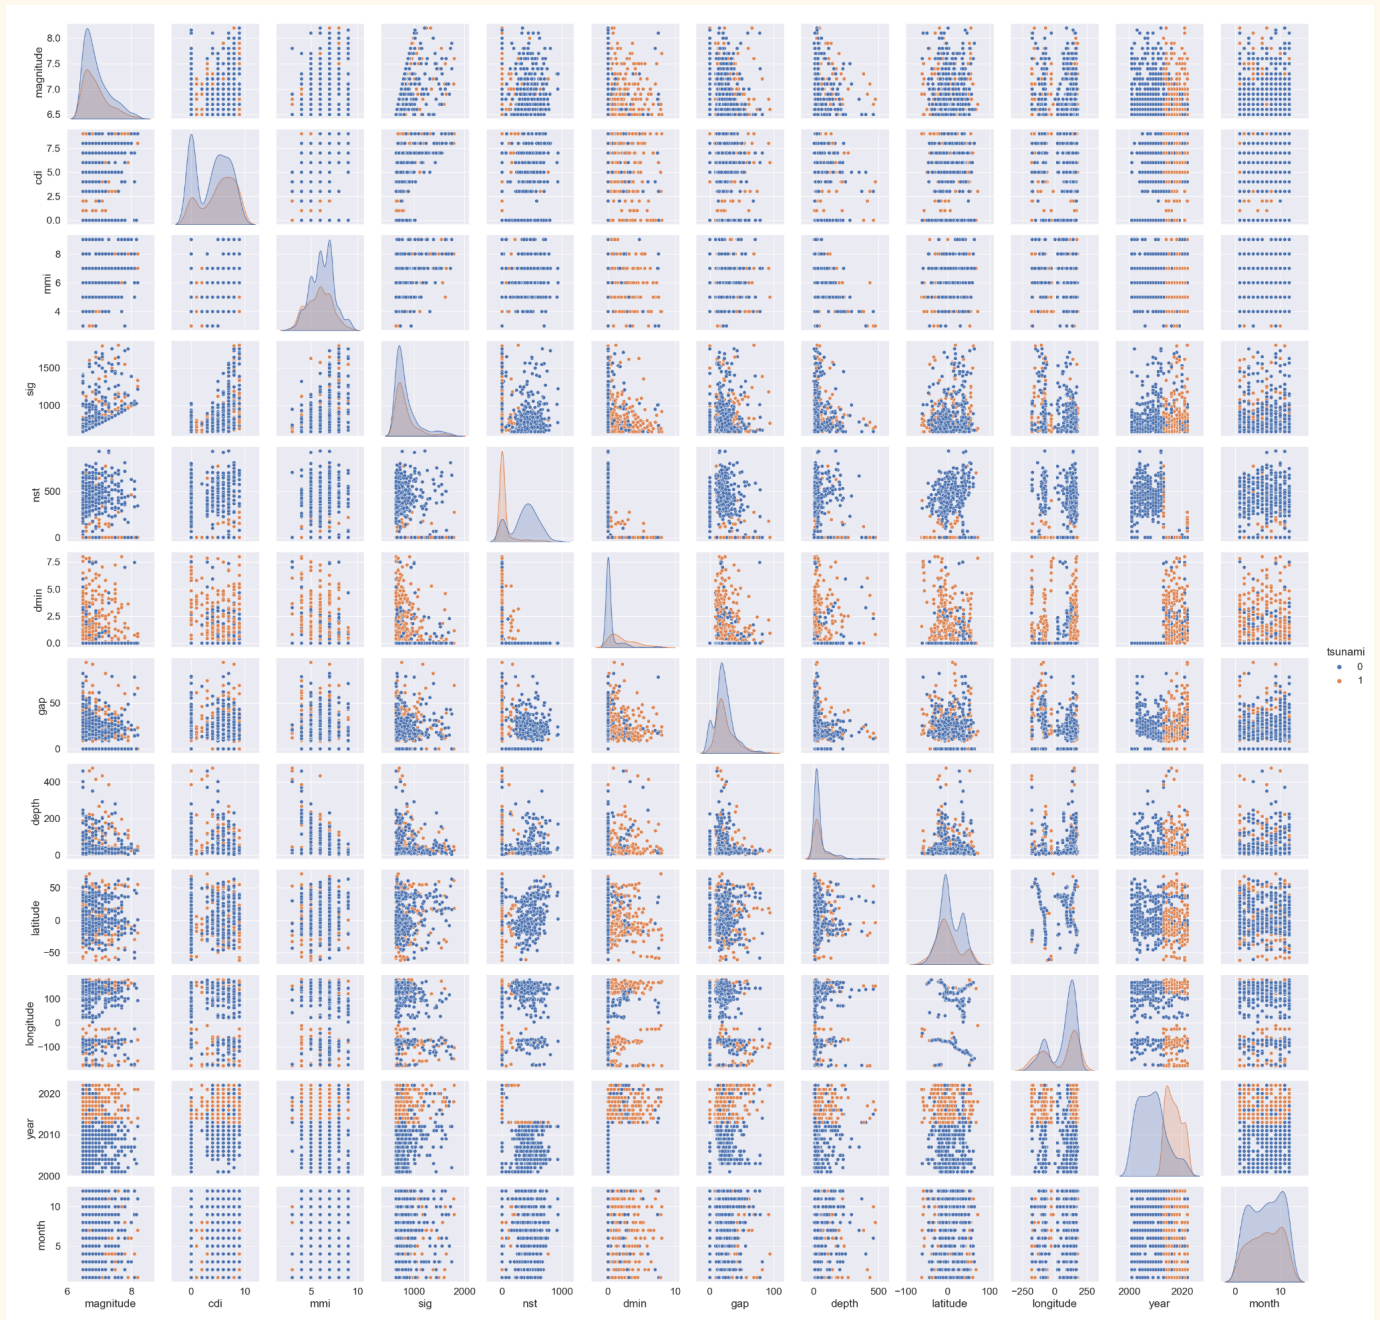 8.0
7.5
7.0
6.5
magnitude
7.5
5.0
2.5
0.0
cdi
8
6
4
mmi
1500
1000
sig
500
0
nst
7.5
5.0
2.5
0.0
dmin
tsunami
0
1
50
0
gap
400
200
0
depth
50
0
−50
latitude
100
0
−100
longitude
2020
2010
2000
year
10
5
month
6 8 0 10 5 10 1000 2000 0 1000 0 10 0 100 0 500 −100 0 100 −250 0 250 2000 2020 0 10
magnitude cdi mmi sig nst dmin gap depth latitude longitude year month